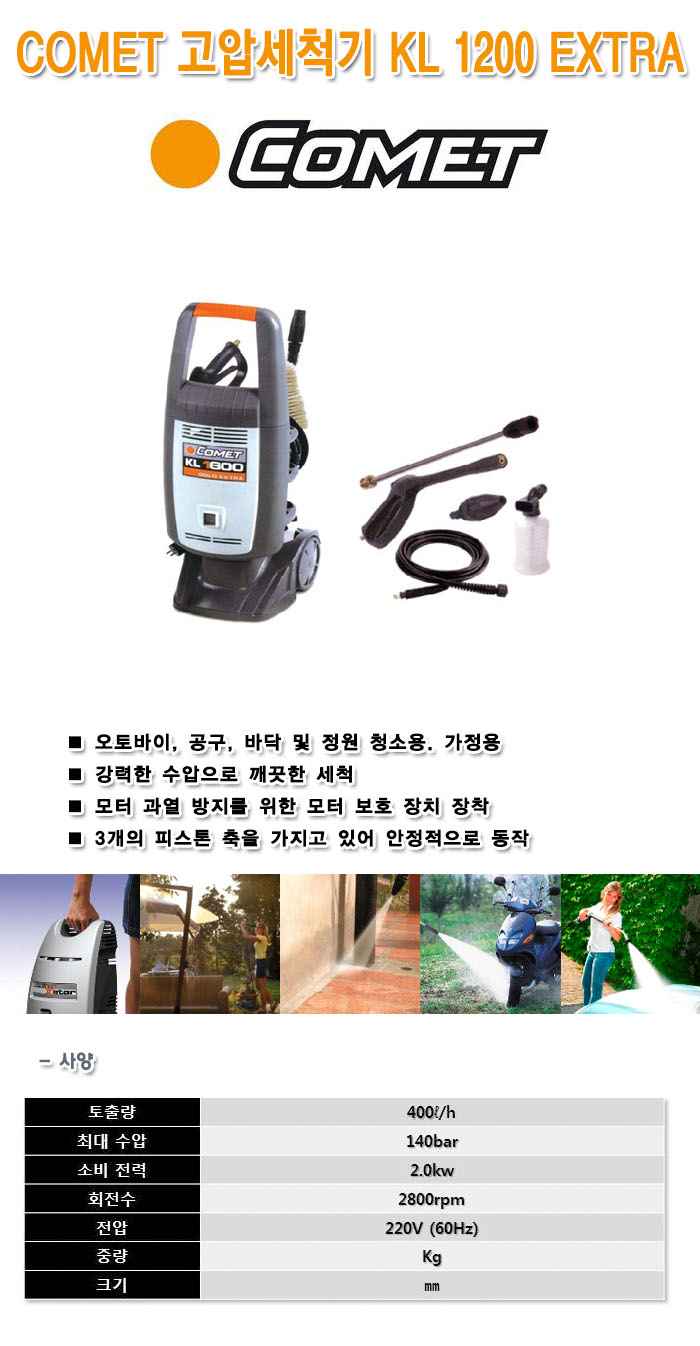 COMET 고압세척기 KL 1200 EXTRA
COMET
COMET
KL 1600
GOLD EXTRA
■ 오토바이, 공구, 바닥 및 정원 청소용. 가정용
■ 강력한 수압으로 깨끗한 세척
■ 모터 과열 방지를 위한 모터 보호 장치 장착
■ 3개의 피스톤 축을 가지고 있어 안정적으로 동작
Xstar
- 사양
토출량 400ℓ/h
최대 수압 140bar
소비 전력 2.0kw
회전수 2800rpm
전압 220V (60Hz)
중량 Kg
크기 ㎜